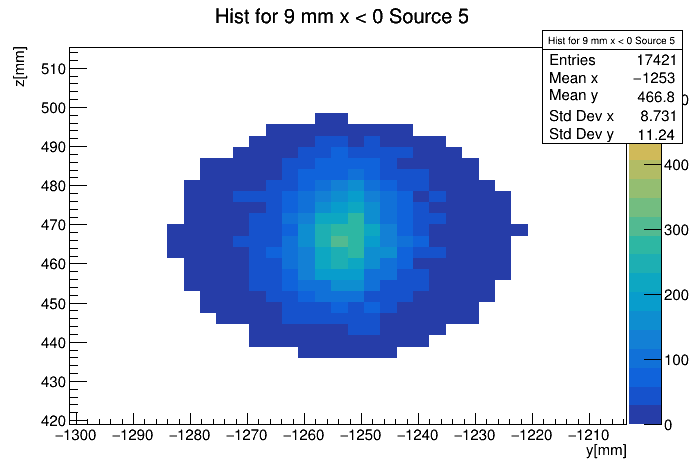 Hist for 9 mm x < 0 Source 5
Hist for 9 mm x < 0 Source 5
Entries 17421
Mean x −1253
Mean y 466.8
Std Dev x 8.731
Std Dev y 11.24
z[mm]
510
500
490
480
470
460
450
440
430
420
−1300 −1290 −1280 −1270 −1260 −1250 −1240 −1230 −1220 −1210
y[mm]
0
400
300
200
100
0